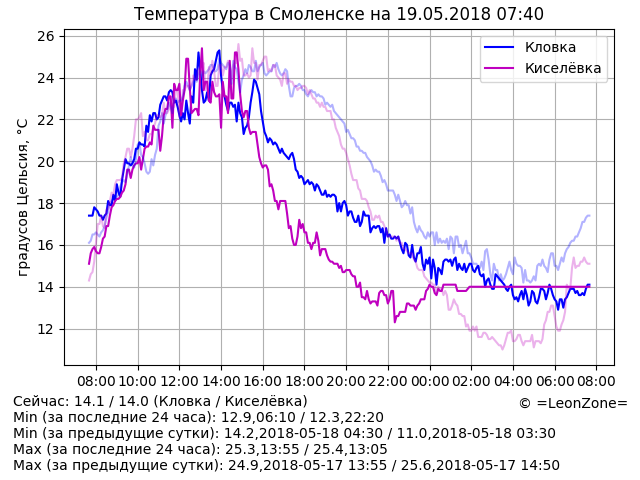 Температура в Смоленске на 19.05.2018 07:40
градусов Цельсия, °C
26
24
22
20
18
16
14
12
Кловка
Киселёвка
08:00 10:00 12:00 14:00 16:00 18:00 20:00 22:00 00:00 02:00 04:00 06:00 08:00
Сейчас: 14.1 / 14.0 (Кловка / Киселёвка)
© =LeonZone=
Min (за последние 24 часа): 12.9,06:10 / 12.3,22:20
Min (за предыдущие сутки): 14.2,2018-05-18 04:30 / 11.0,2018-05-18 03:30
Max (за последние 24 часа): 25.3,13:55 / 25.4,13:05
Max (за предыдущие сутки): 24.9,2018-05-17 13:55 / 25.6,2018-05-17 14:50